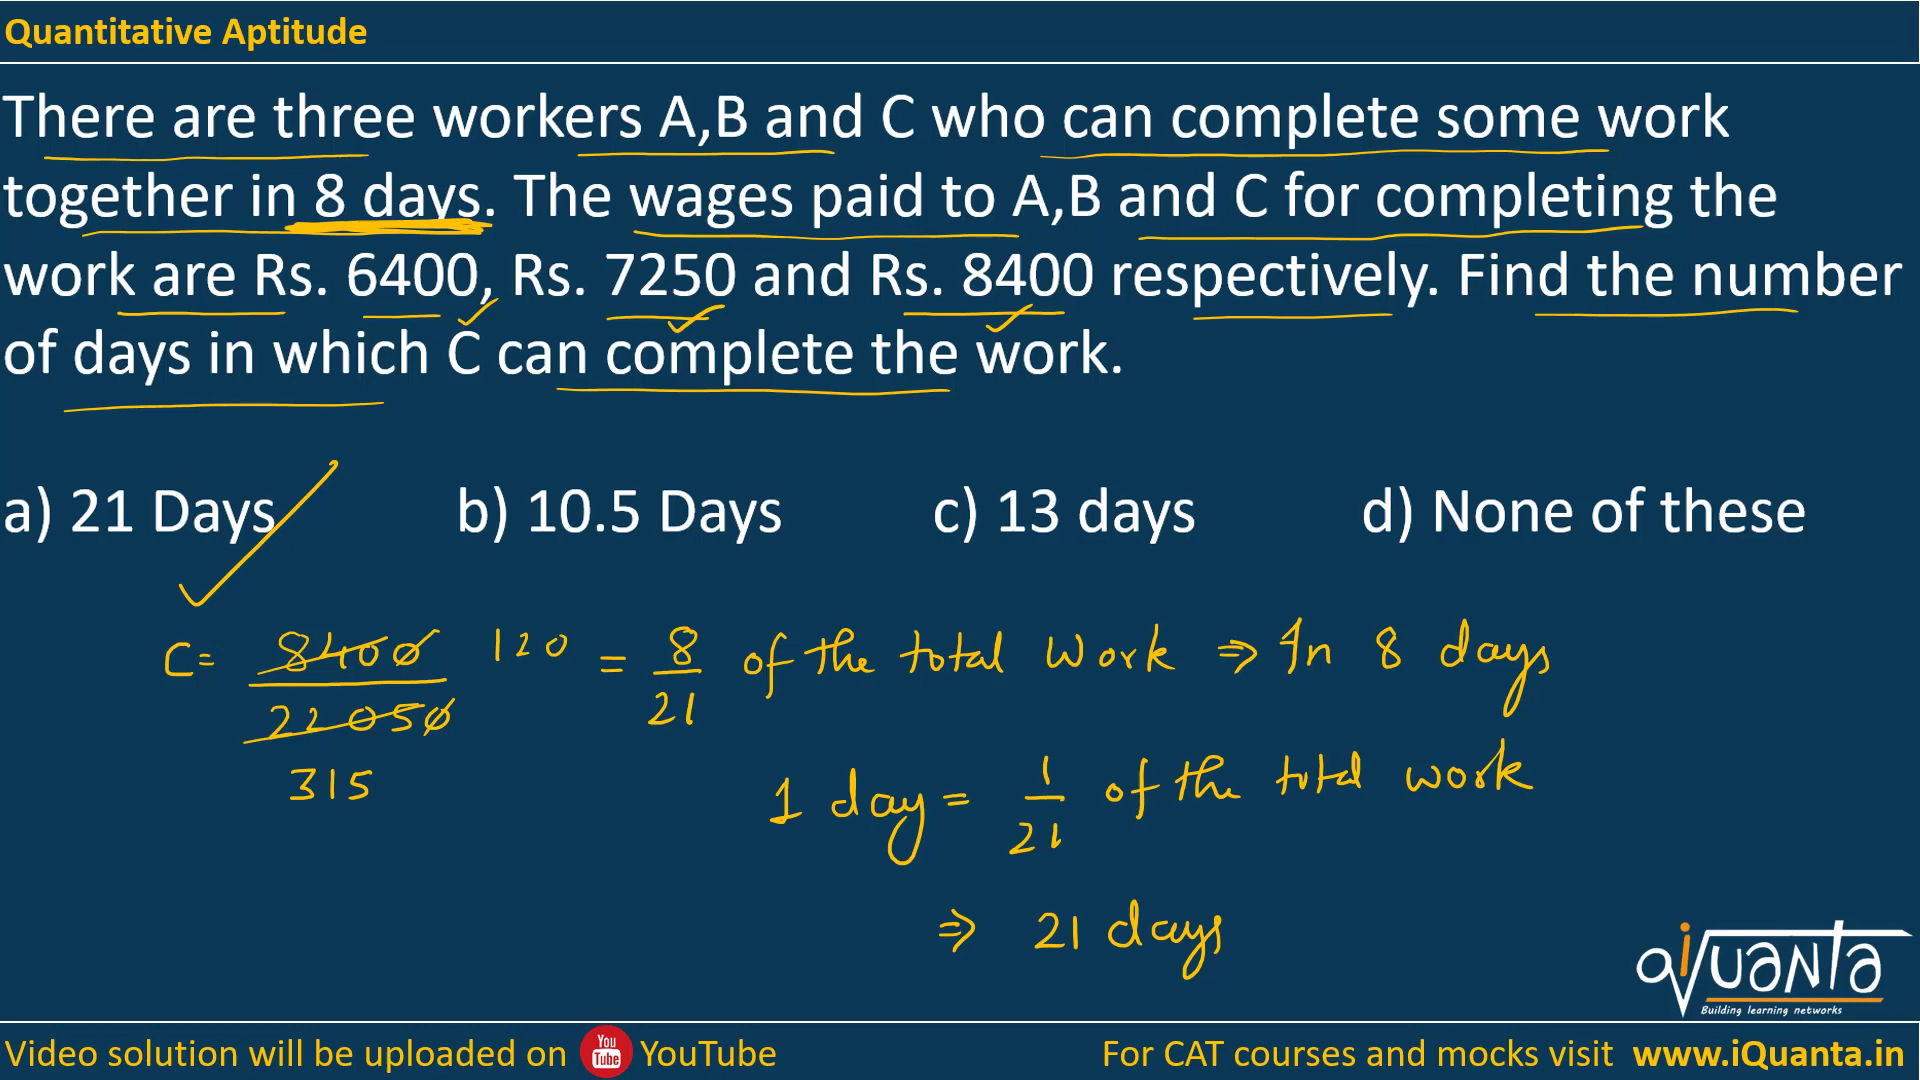 Quantitative Aptitude
There are three workers A,B and C who can complete some work
together in 8 days. The wages paid to A,B and C for completing the
work are Rs. 6400, Rs. 7250 and Rs. 8400 respectively. Find the number
of days in which C can complete the work.
a) 21 Days b) 10.5 Days c) 13 days d) None of these
C = 8400 / 22050 120 315 = 8/21 of the total Work ⇒ In 8 days
1 day = 1/21 of the total work
⇒ 21 days
iQuanta
Building learning networks
Video solution will be uploaded on You Tube YouTube For CAT courses and mocks visit www.iQuanta.in